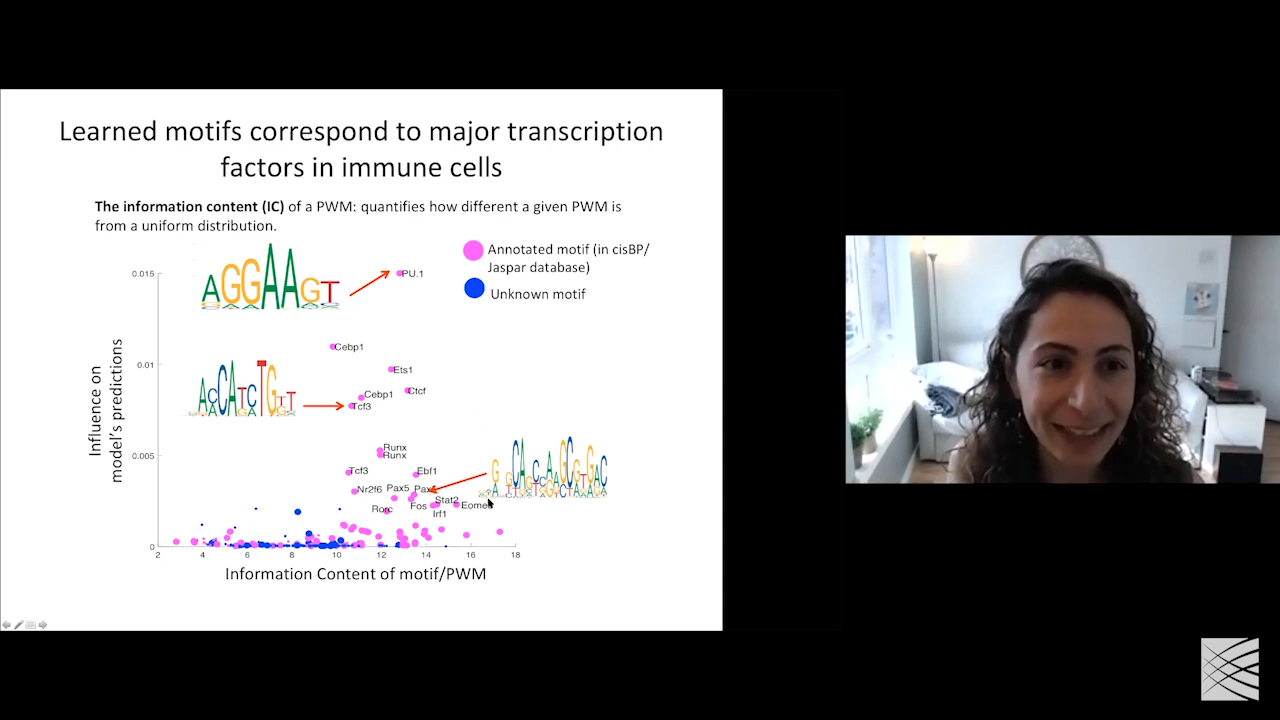 Learned motifs correspond to major transcription
factors in immune cells
The information content (IC) of a PWM: quantifies how different a given PWM is
from a uniform distribution.
Annotated motif (in cisBP/
Jaspar database)
Unknown motif
Influence on
model's predictions
0.015
0.01
0.005
0
AGGAAGT
PU.1
Cebp1
Ets1
Cebp1
Ctcf
Tcf3
Runx
Runx
Tcf3
Ebf1
Nr2f6
Pax5
Rorc
Fos
Stat2
Irf1
2
4
6
8
10
12
14
16
18
Information Content of motif/PWM